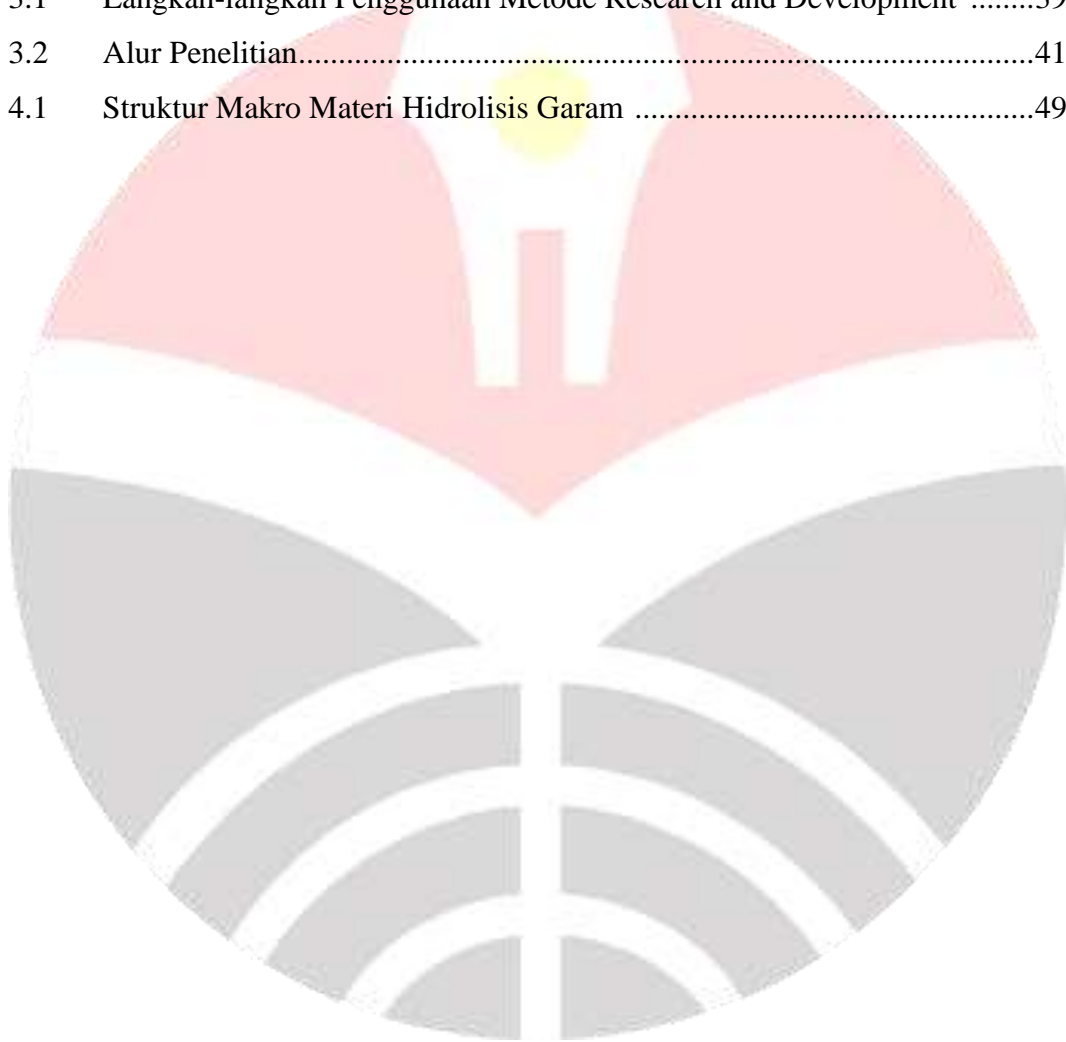 3.1 Langkah-langkah Penggunaan Metode Research and Development ........39
3.2 Alur Penelitian............................................................................................41
4.1 Struktur Makro Materi Hidrolisis Garam .................................................49